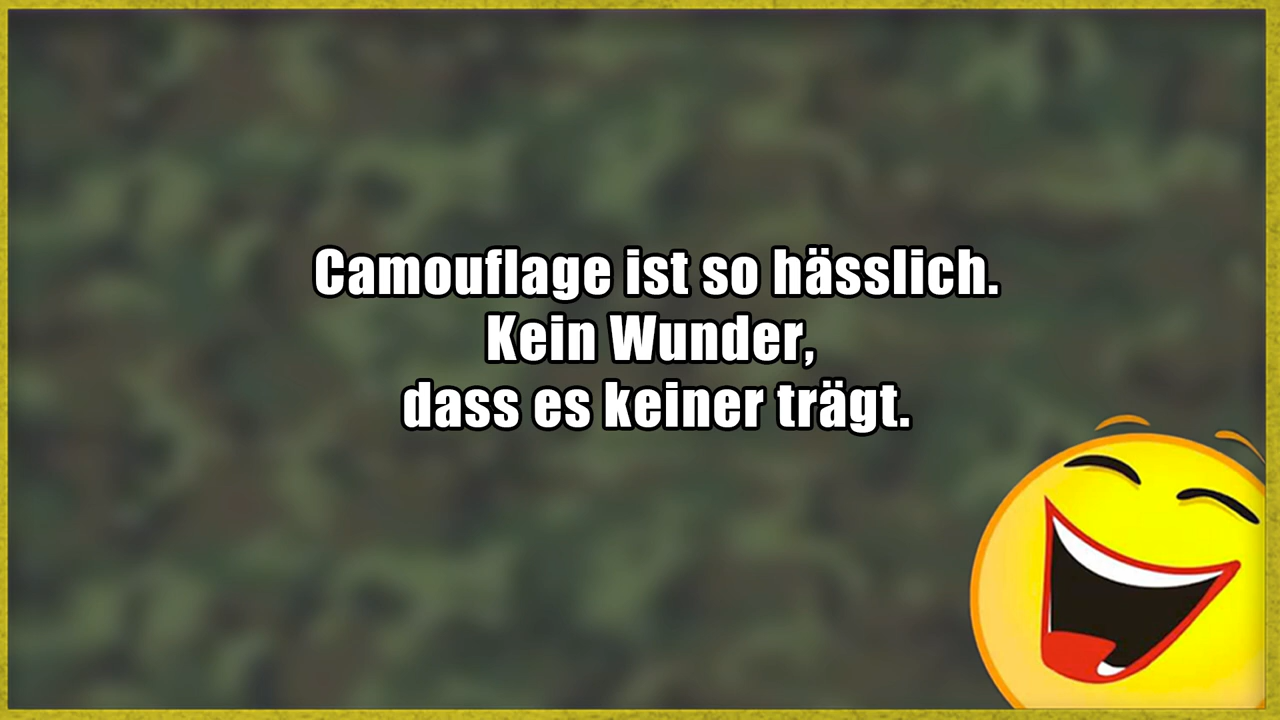 Camouflage ist so hässlich.
Kein Wunder,
dass es keiner trägt.